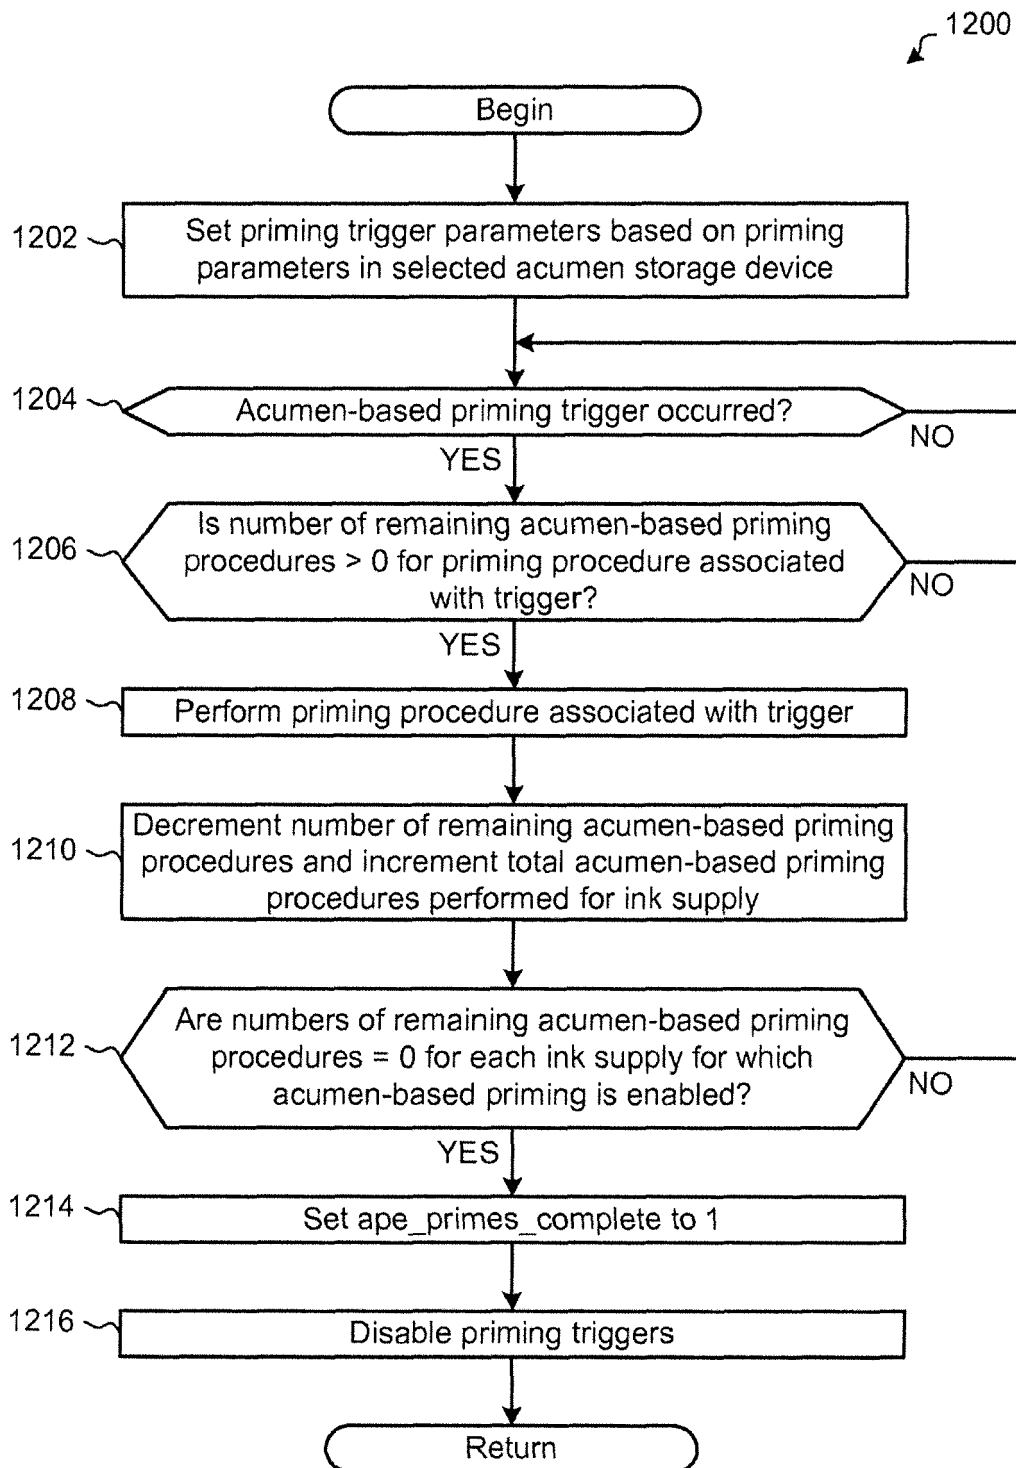 1200
Begin
1202
Set priming trigger parameters based on priming
parameters in selected acumen storage device
1204
Acumen-based priming trigger occurred?
NO
YES
1206
Is number of remaining acumen-based priming
procedures > 0 for priming procedure associated
with trigger?
NO
YES
1208
Perform priming procedure associated with trigger
1210
Decrement number of remaining acumen-based priming
procedures and increment total acumen-based priming
procedures performed for ink supply
1212
Are numbers of remaining acumen-based priming
procedures = 0 for each ink supply for which
acumen-based priming is enabled?
NO
YES
1214
Set ape_primes_complete to 1
1216
Disable priming triggers
Return